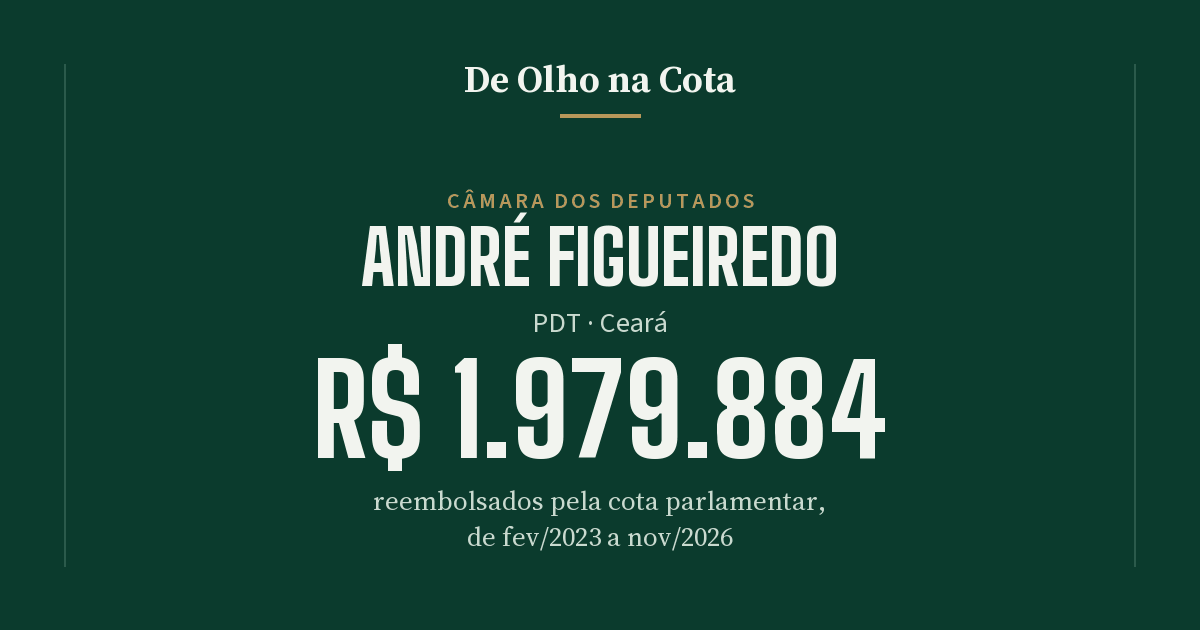 De Olho na Cota
CÂMARA DOS DEPUTADOS
ANDRÉ FIGUEIREDO
PDT · Ceará
R$ 1.979.884
reembolsados pela cota parlamentar,
de fev/2023 a nov/2026